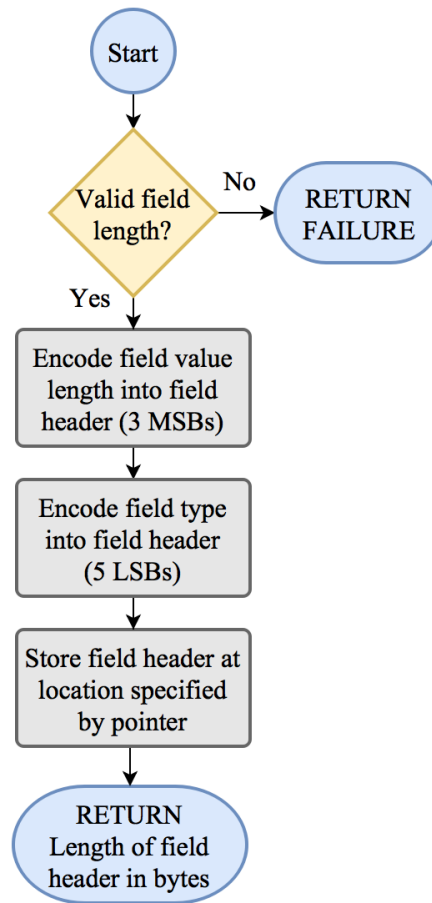 Start
Valid field
length?
No
RETURN
FAILURE
Yes
Encode field value
length into field
header (3 MSBs)
Encode field type
into field header
(5 LSBs)
Store field header at
location specified
by pointer
RETURN
Length of field
header in bytes